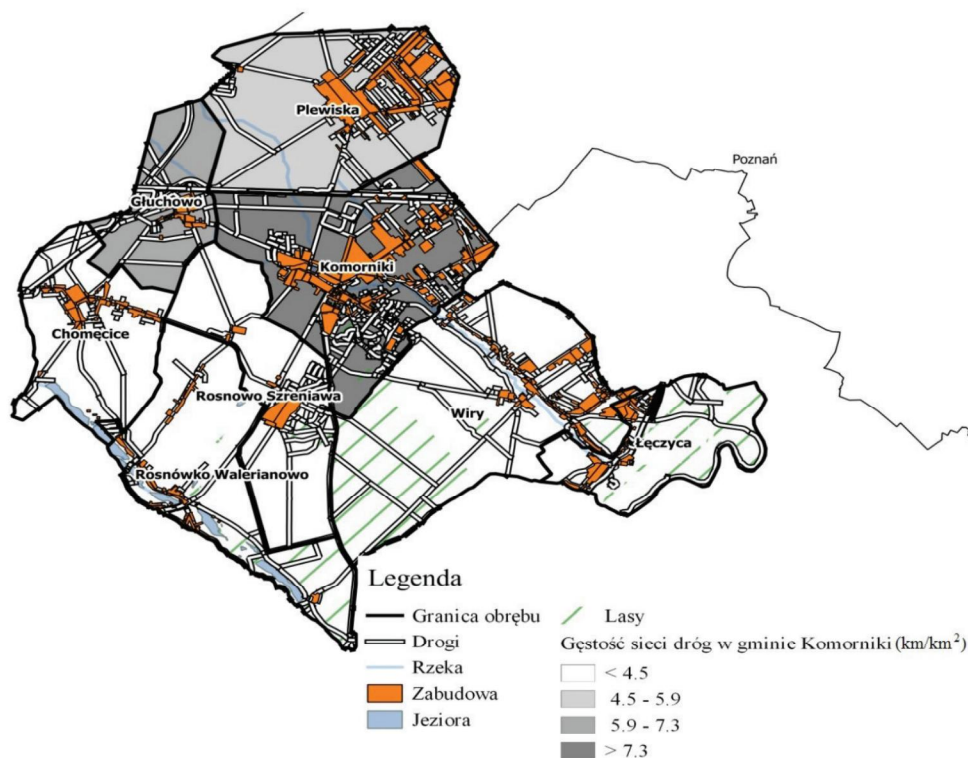 Plewiska
Poznań
Głuchowo
Komorniki
Chomęcice
Rosnowo Szreniawa
Wiry
Łęczyca
Rosnówko Walerianowo
Legenda
Granica obrębu
Drogi
Rzeka
Zabudowa
Jeziora
Lasy
Gęstość sieci dróg w gminie Komorniki (km/km²)
< 4.5
4.5 - 5.9
5.9 - 7.3
> 7.3